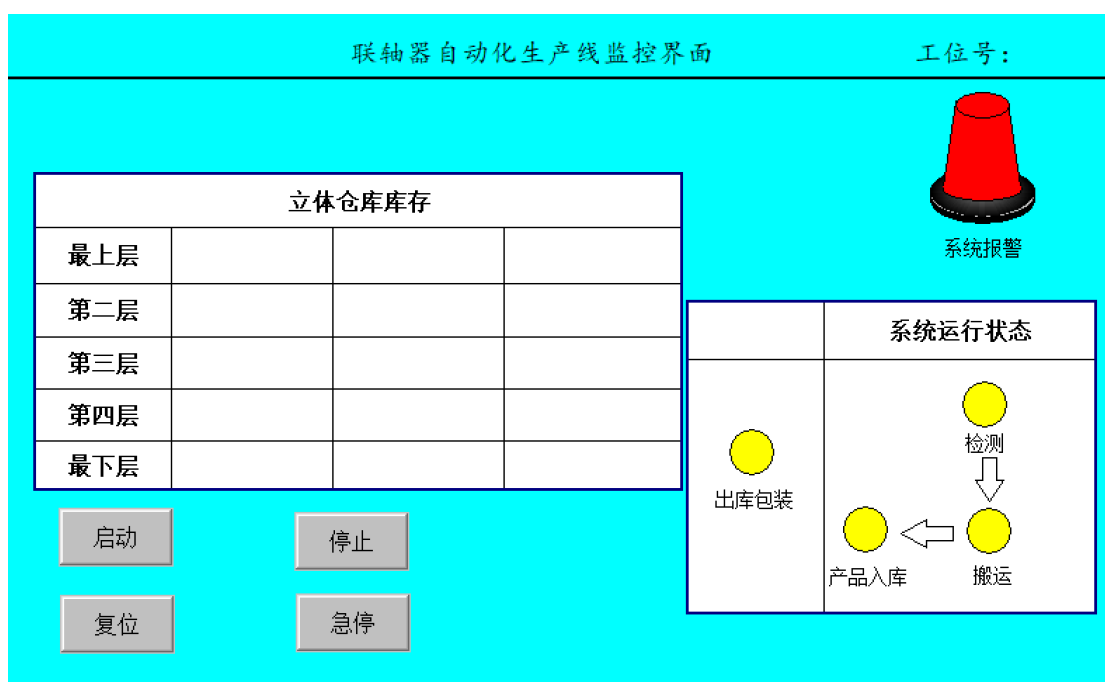 联轴器自动化生产线监控界面
工位号:
系统报警
立体仓库库存
最上层
第二层
第三层
第四层
最下层
系统运行状态
检测
出库包装
产品入库
搬运
启动
停止
复位
急停